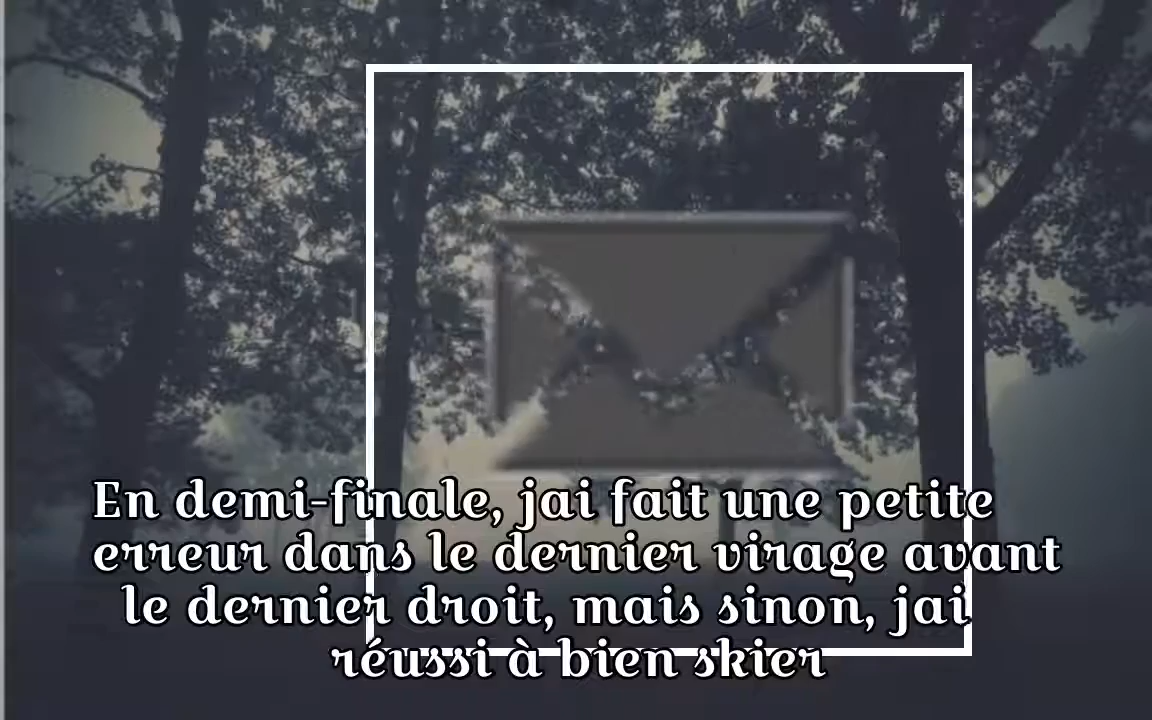 En demi-finale, jai fait une petite
erreur dans le dernier virage avant
le dernier droit, mais sinon, jai
réussi à bien skier